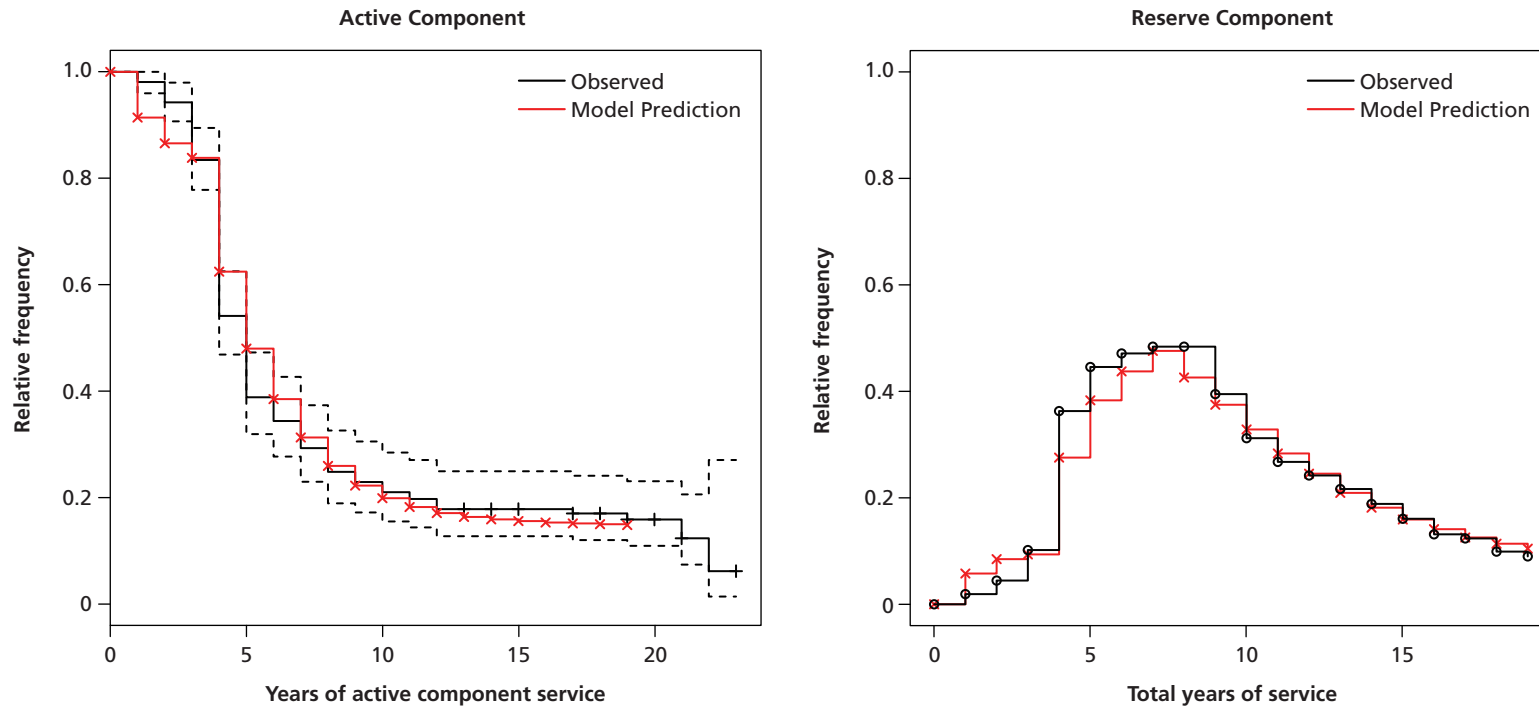 Active Component
Relative frequency
1.0
0.8
0.6
0.4
0.2
0
Observed
Model Prediction
0
5
10
15
20
Years of active component service
Reserve Component
Relative frequency
1.0
0.8
0.6
0.4
0.2
0
Observed
Model Prediction
0
5
10
15
Total years of service